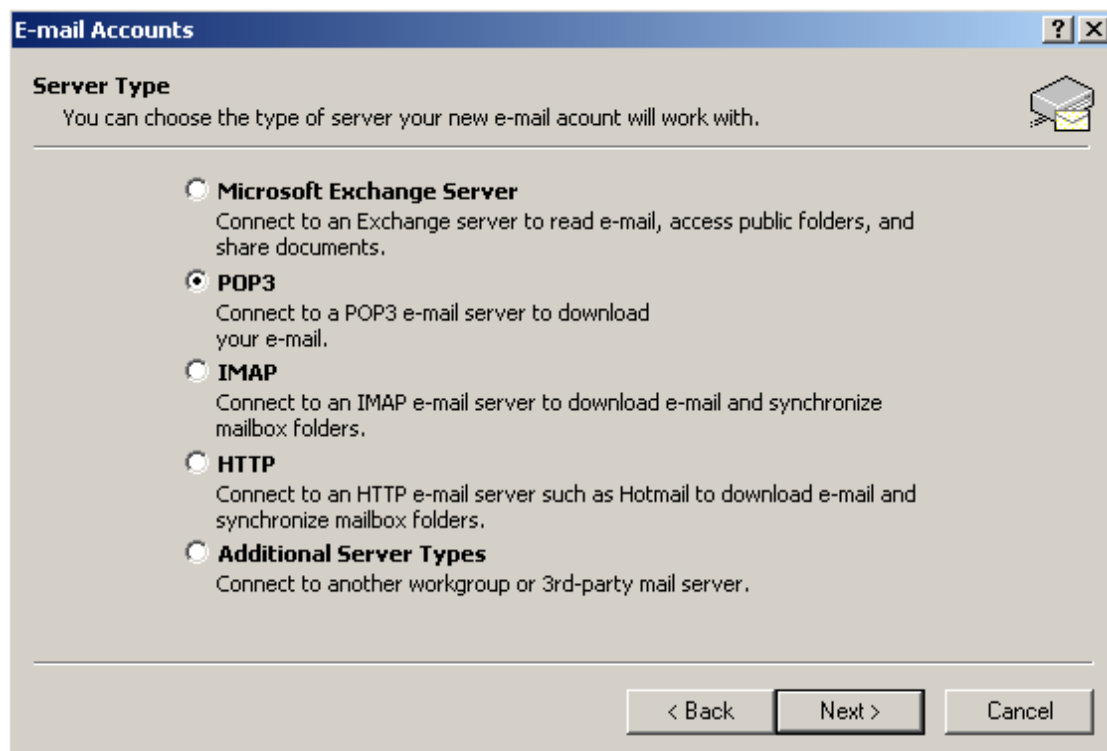 E-mail Accounts
Server Type
You can choose the type of server your new e-mail acount will work with.
Microsoft Exchange Server
Connect to an Exchange server to read e-mail, access public folders, and
share documents.
POP3
Connect to a POP3 e-mail server to download
your e-mail.
IMAP
Connect to an IMAP e-mail server to download e-mail and synchronize
mailbox folders.
HTTP
Connect to an HTTP e-mail server such as Hotmail to download e-mail and
synchronize mailbox folders.
Additional Server Types
Connect to another workgroup or 3rd-party mail server.
< Back Next > Cancel